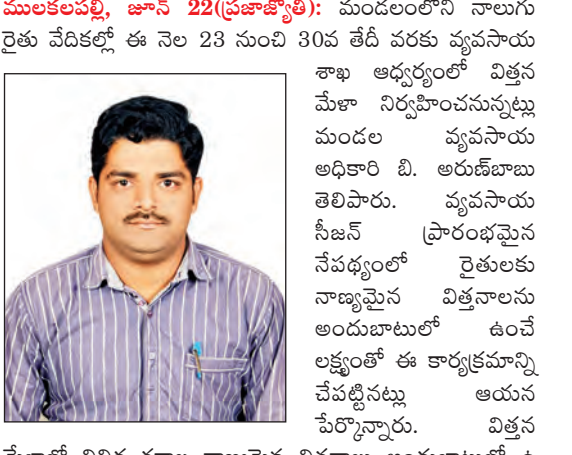 ములకలపల్లి, జూన్ 22(ప్రజాజ్యోతి): మండలంలోని నాలుగు
రైతు వేదికల్లో ఈ నెల 23 నుంచి 30వ తేదీ వరకు వ్యవసాయ
శాఖ ఆధ్వర్యంలో విత్తన
మేళా నిర్వహించనున్నట్లు
మండల వ్యవసాయ
అధికారి బి. అరుణ్‌బాబు
తెలిపారు. వ్యవసాయ
సీజన్ ప్రారంభమైన
నేపథ్యంలో రైతులకు
నాణ్యమైన విత్తనాలను
అందుబాటులో ఉంచే
లక్ష్యంతో ఈ కార్యక్రమాన్ని
చేపట్టినట్లు ఆయన
పేర్కొన్నారు. విత్తన